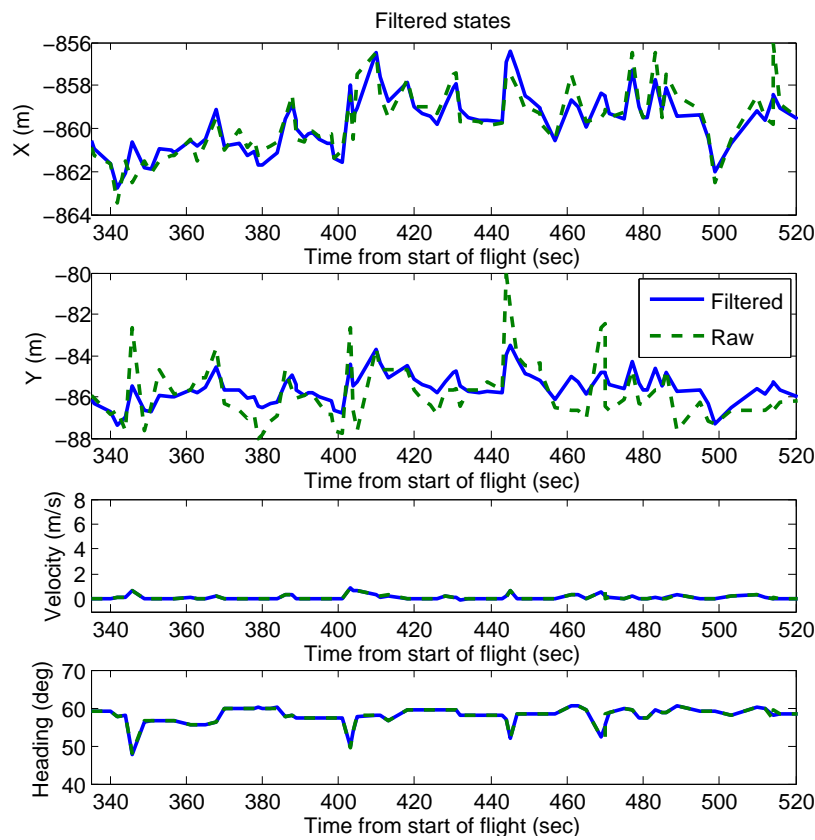 Filtered states
X (m)
−856
−858
−860
−862
−864
340 360 380 400 420 440 460 480 500 520
Time from start of flight (sec)
Y (m)
−80
−82
−84
−86
−88
Filtered
Raw
340 360 380 400 420 440 460 480 500 520
Time from start of flight (sec)
Velocity (m/s)
8
6
4
2
0
340 360 380 400 420 440 460 480 500 520
Time from start of flight (sec)
Heading (deg)
70
60
50
40
340 360 380 400 420 440 460 480 500 520
Time from start of flight (sec)